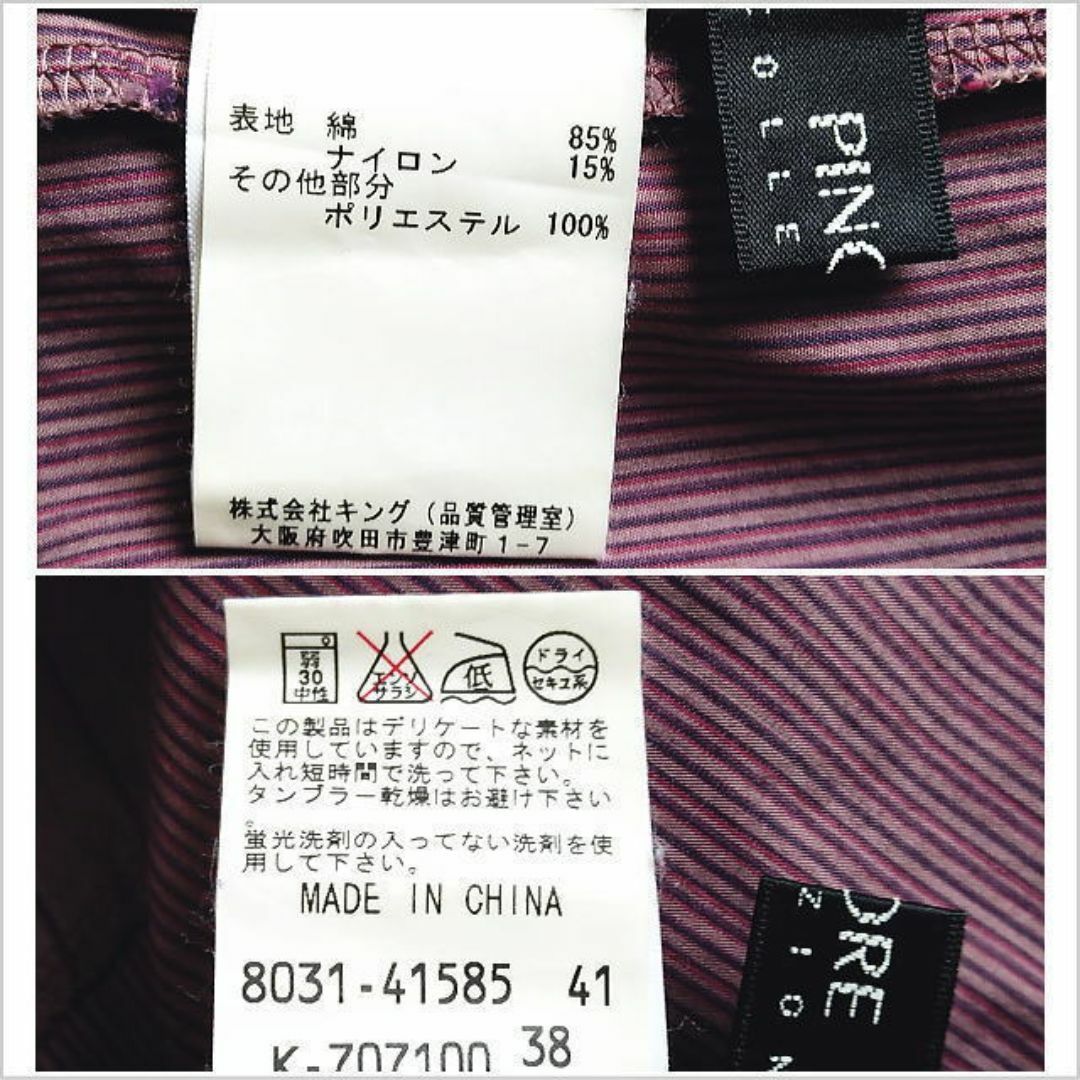 表地 綿 85%
ナイロン 15%
その他部分
ポリエステル 100%
株式会社キング（品質管理室）
大阪府吹田市豊津町1-7
PINO
OLLE
弱
30
中性
エンソ
サラシ
低
ドライ
セキユ系
この製品はデリケートな素材を
使用していますので、ネットに
入れ短時間で洗って下さい。
タンブラー乾燥はお避け下さい
。
蛍光洗剤の入ってない洗剤を使
用して下さい。
MADE IN CHINA
8031-41585 41
K-707100 38
ORE
ZION